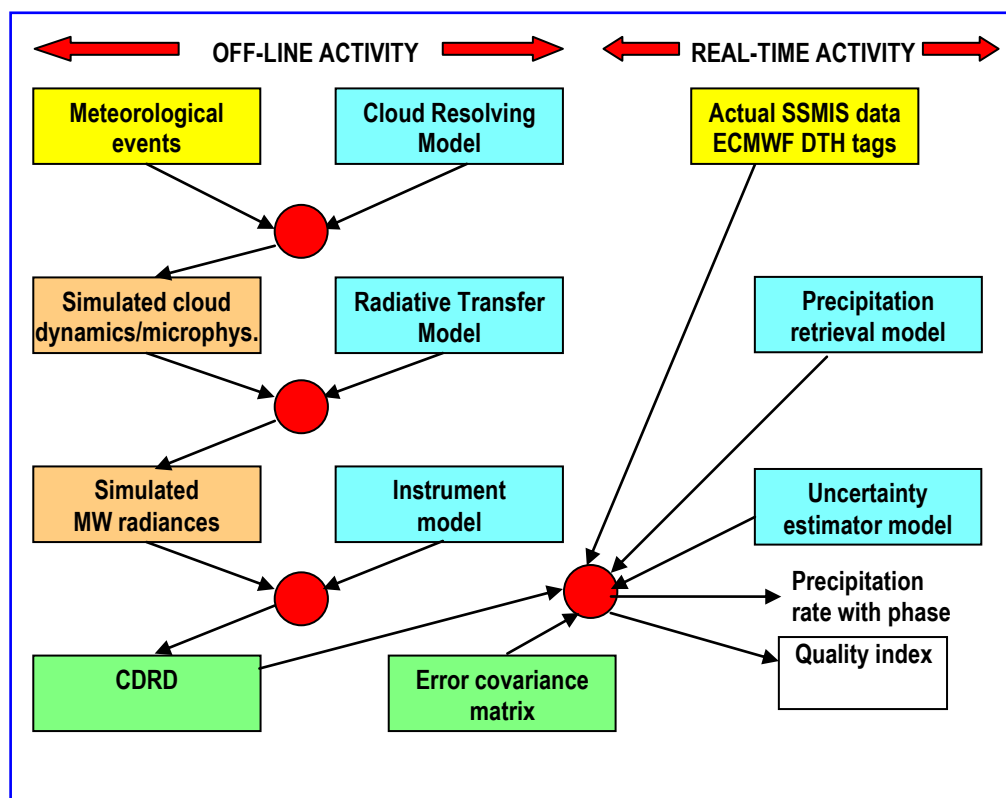 OFF-LINE ACTIVITY
REAL-TIME ACTIVITY
Meteorological
events
Cloud Resolving
Model
Actual SSMIS data
ECMWF DTH tags
Simulated cloud
dynamics/microphys.
Radiative Transfer
Model
Precipitation
retrieval model
Simulated
MW radiances
Instrument
model
Uncertainty
estimator model
Precipitation
rate with phase
CDRD
Error covariance
matrix
Quality index